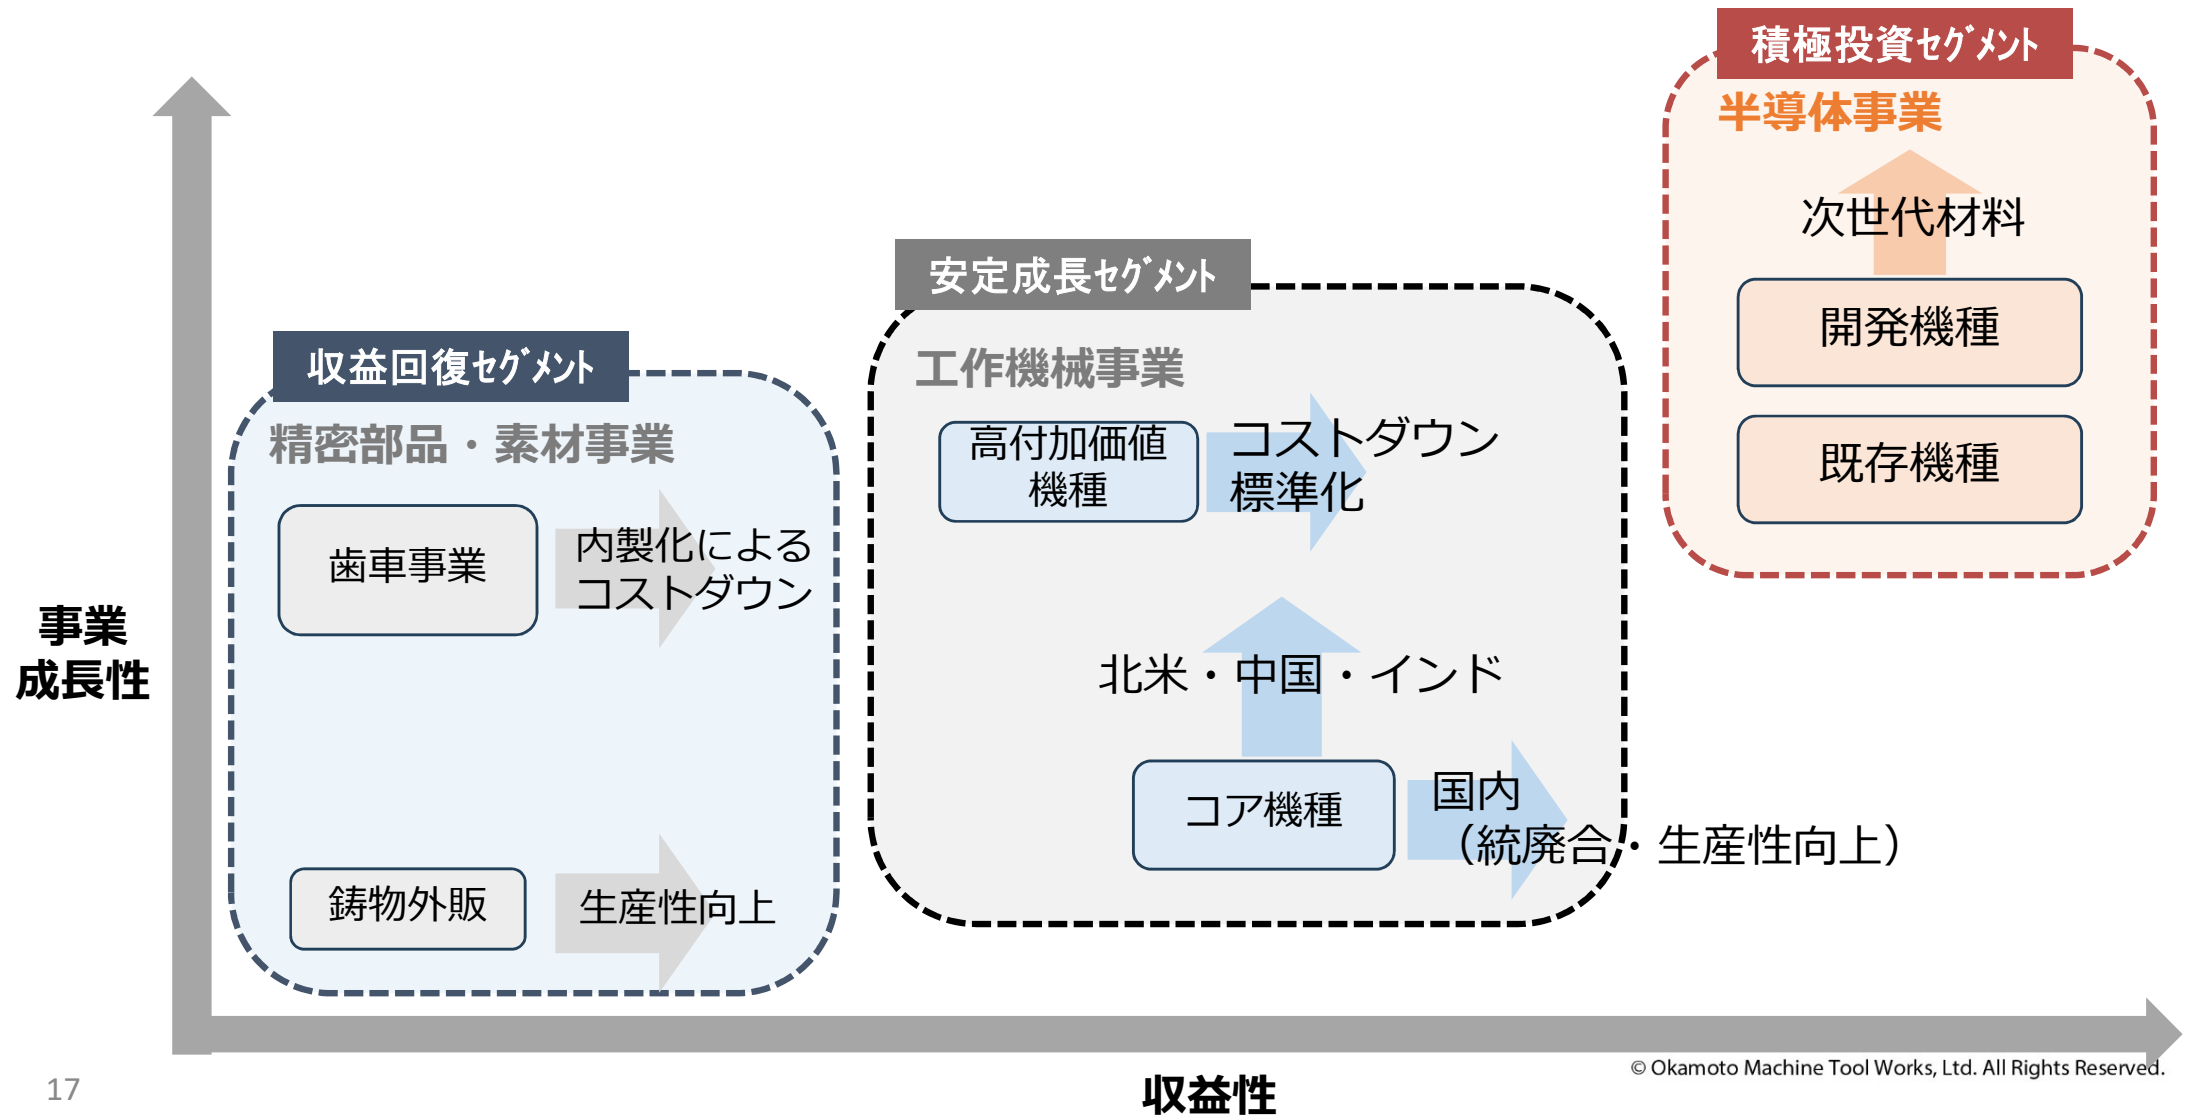 積極投資ｾｸﾞﾒﾝﾄ
半導体事業
次世代材料
開発機種
既存機種
安定成長ｾｸﾞﾒﾝﾄ
工作機械事業
高付加価値
機種
コストダウン
標準化
北米・中国・インド
コア機種
国内
（統廃合・生産性向上）
収益回復ｾｸﾞﾒﾝﾄ
精密部品・素材事業
歯車事業
内製化による
コストダウン
鋳物外販
生産性向上
事業
成長性
収益性
© Okamoto Machine Tool Works, Ltd. All Rights Reserved.
17